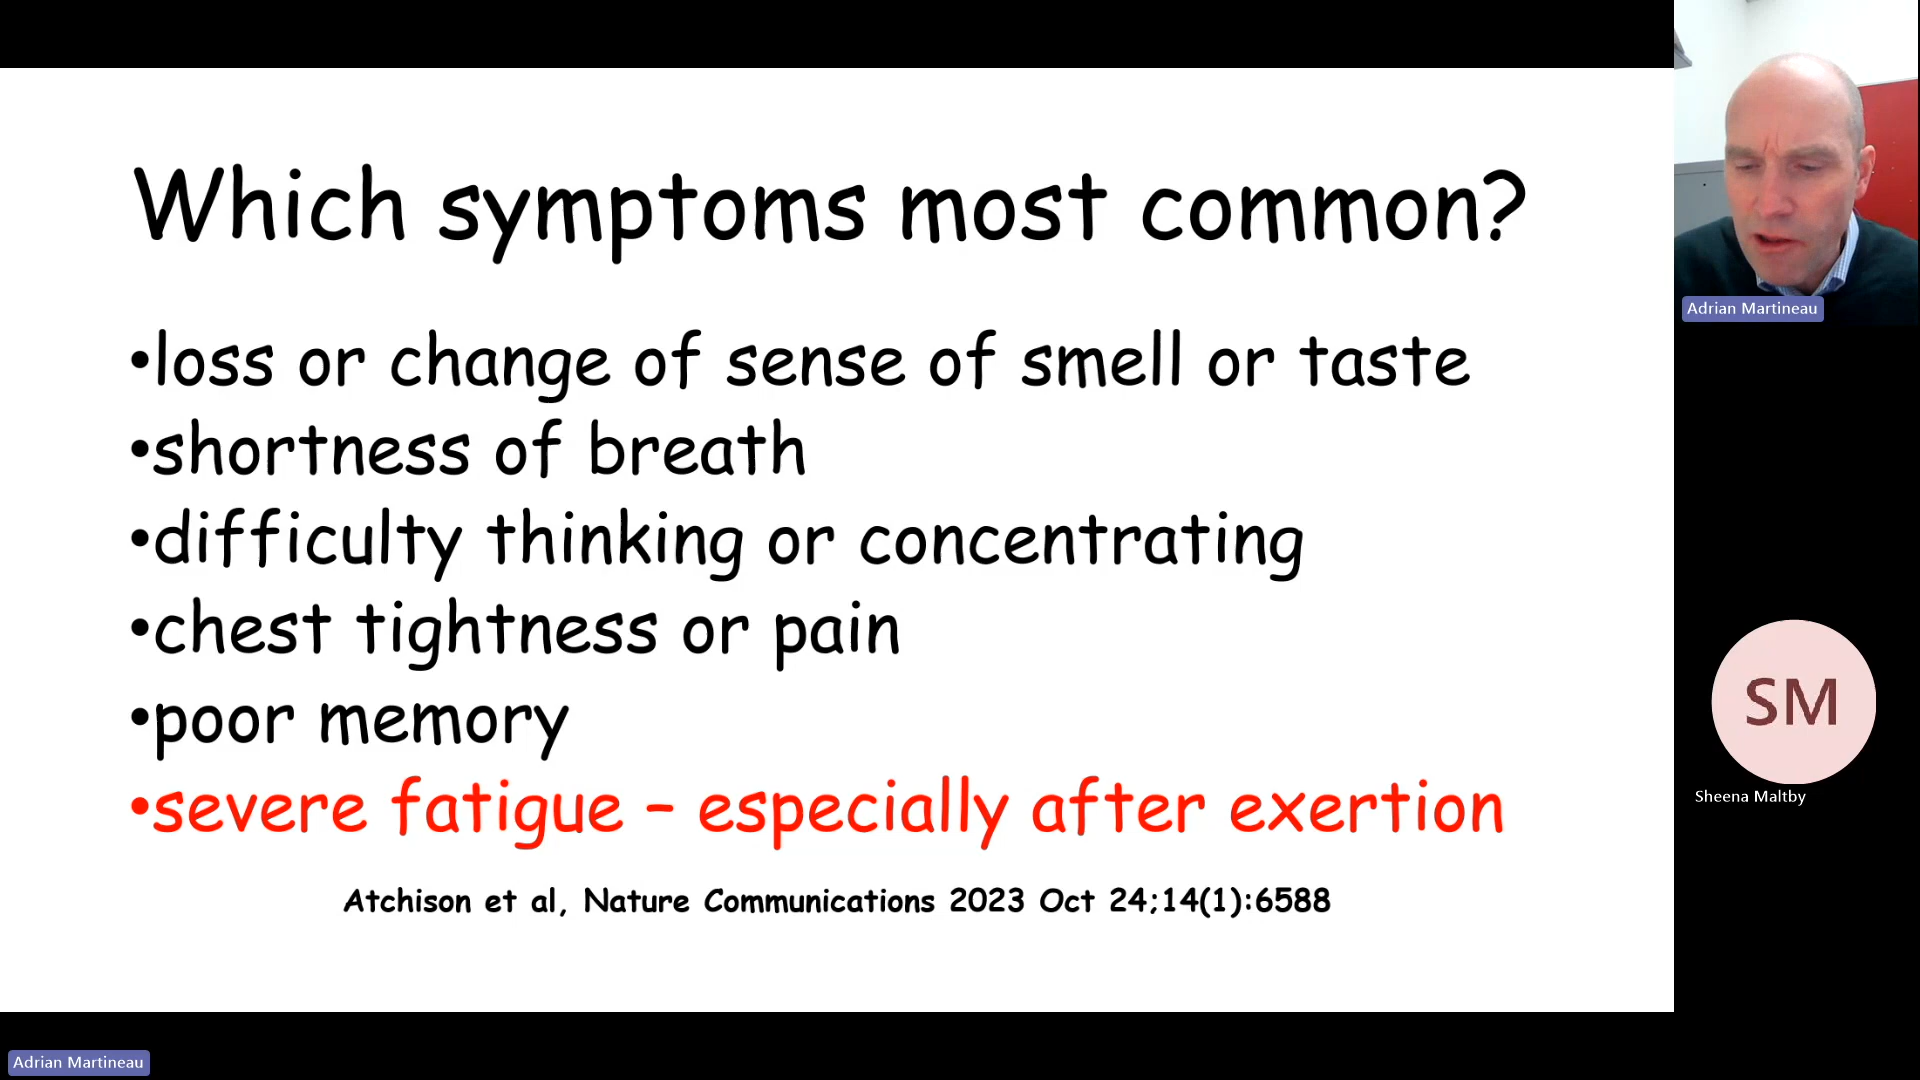 Which symptoms most common?
•loss or change of sense of smell or taste
•shortness of breath
•difficulty thinking or concentrating
•chest tightness or pain
•poor memory
•severe fatigue – especially after exertion
Atchison et al, Nature Communications 2023 Oct 24;14(1):6588
Adrian Martineau
SM
Sheena Maltby
Adrian Martineau